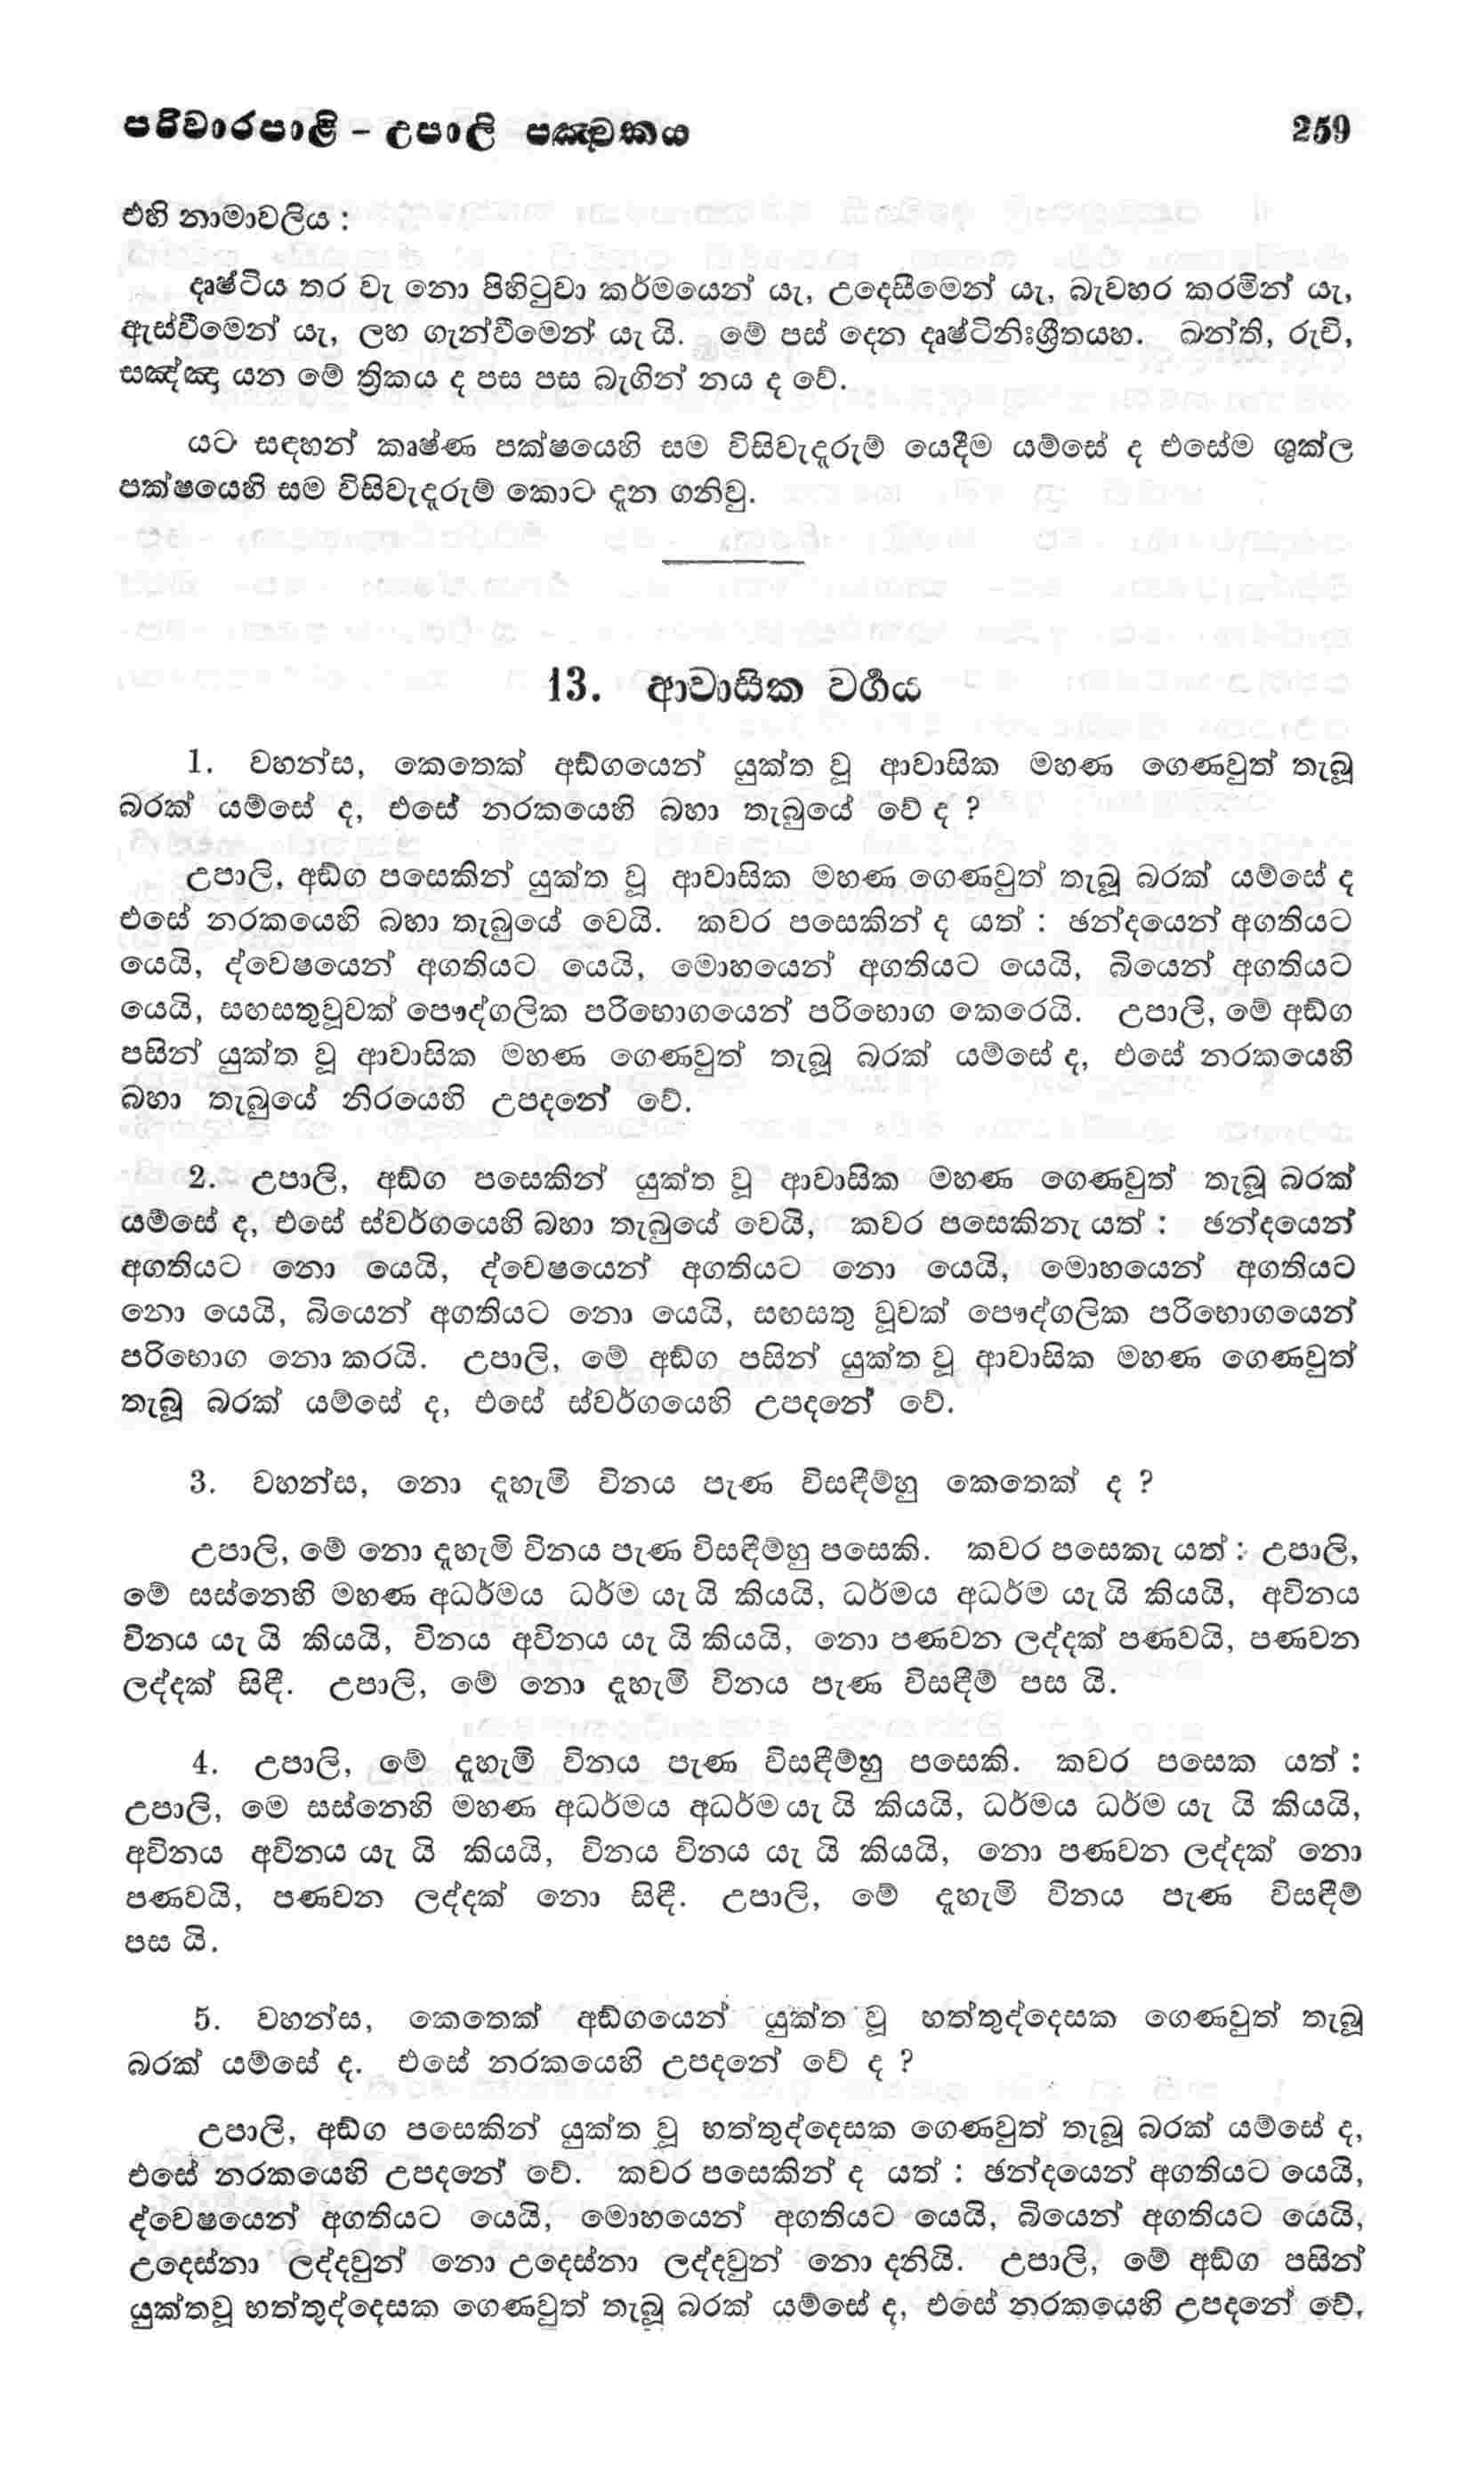 පරිවාරපාළි – උපාලි පඤ්චකය 259
එහි නාමාවලිය :
දෘෂ්ටිය තර වැ නො පිහිටුවා කර්මයෙන් යැ, උදෙසීමෙන් යැ, බැවහර කරමින් යැ,
ඇස්වීමෙන් යැ, ලහ ගැන්වීමෙන් යැ යි. මේ පස් දෙන දෘෂ්ටිනිඃශ්‍රිතයහ. ඛන්ති, රුචි,
සඤ්ඤා යන මේ ත්‍රිකය ද පස පස බැගින් නය ද වේ.
යට සඳහන් කෘෂ්ණ පක්ෂයෙහි සම විසිවැදෑරුම් යෙදීම යම්සේ ද එසේම ශුක්ල
පක්ෂයෙහි සම විසිවැදෑරුම් කොට දැන ගනිවු.
13. ආවාසික වර්‍ගය
1. වහන්ස, කෙතෙක් අඞ්ගයෙන් යුක්ත වූ ආවාසික මහණ ගෙණවුත් තැබූ
බරක් යම්සේ ද, එසේ නරකයෙහි බහා තැබුයේ වේ ද ?
උපාලි, අඞ්ග පසෙකින් යුක්ත වූ ආවාසික මහණ ගෙණවුත් තැබූ බරක් යම්සේ ද
එසේ නරකයෙහි බහා තැබුයේ වෙයි. කවර පසෙකින් ද යත් : ඡන්දයෙන් අගතියට
යෙයි, ද්වෙෂයෙන් අගතියට යෙයි, මොහයෙන් අගතියට යෙයි, බියෙන් අගතියට
යෙයි, සඟසතුවූවක් පෞද්ගලික පරිභොගයෙන් පරිභොග කෙරෙයි. උපාලි, මේ අඞ්ග
පසින් යුක්ත වූ ආවාසික මහණ ගෙණවුත් තැබූ බරක් යම්සේ ද, එසේ නරකයෙහි
බහා තැබුයේ නිරයෙහි උපදනේ වේ.
2. උපාලි, අඞ්ග පසෙකින් යුක්ත වූ ආවාසික මහණ ගෙණවුත් තැබූ බරක්
යම්සේ ද, එසේ ස්වර්ගයෙහි බහා තැබුයේ වෙයි, කවර පසෙකිනැ යත් : ඡන්දයෙන්
අගතියට නො යෙයි, ද්වෙෂයෙන් අගතියට නො යෙයි, මොහයෙන් අගතියට
නො යෙයි, බියෙන් අගතියට නො යෙයි, සඟසතු වූවක් පෞද්ගලික පරිභොගයෙන්
පරිභොග නො කරයි. උපාලි, මේ අඞ්ග පසින් යුක්ත වූ ආවාසික මහණ ගෙණවුත්
තැබූ බරක් යම්සේ ද, එසේ ස්වර්ගයෙහි උපදනේ වේ.
3. වහන්ස, නො දැහැමි විනය පැණ විසඳීම්හු කෙතෙක් ද ?
උපාලි, මේ නො දැහැමි විනය පැණ විසඳීම්හු පසෙකි. කවර පසෙකැ යත් : උපාලි,
මේ සස්නෙහි මහණ අධර්මය ධර්ම යැ යි කියයි, ධර්මය අධර්ම යැ යි කියයි, අවිනය
විනය යැ යි කියයි, විනය අවිනය යැ යි කියයි, නො පණවන ලද්දක් පණවයි, පණවන
ලද්දක් සිඳී. උපාලි, මේ නො දැහැමි විනය පැණ විසඳීම් පස යි.
4. උපාලි, මේ දැහැමි විනය පැණ විසඳීම්හු පසෙකි. කවර පසෙක යත් :
උපාලි, මෙ සස්නෙහි මහණ අධර්මය අධර්ම යැ යි කියයි, ධර්මය ධර්ම යැ යි කියයි,
අවිනය අවිනය යැ යි කියයි, විනය විනය යැ යි කියයි, නො පණවන ලද්දක් නො
පණවයි, පණවන ලද්දක් නො සිඳී. උපාලි, මේ දැහැමි විනය පැණ විසඳීම්
පස යි.
5. වහන්ස, කෙතෙක් අඞ්ගයෙන් යුක්ත වූ භත්තුද්දෙසක ගෙණවුත් තැබූ
බරක් යම්සේ ද. එසේ නරකයෙහි උපදනේ වේ ද ?
උපාලි, අඞ්ග පසෙකින් යුක්ත වූ භත්තුද්දෙසක ගෙණවුත් තැබූ බරක් යම්සේ ද,
එසේ නරකයෙහි උපදනේ වේ. කවර පසෙකින් ද යත් : ඡන්දයෙන් අගතියට යෙයි,
ද්වෙෂයෙන් අගතියට යෙයි, මොහයෙන් අගතියට යෙයි, බියෙන් අගතියට යෙයි,
උදෙස්නා ලද්දවුන් නො උදෙස්නා ලද්දවුන් නො දනියි. උපාලි, මේ අඞ්ග පසින්
යුක්තවූ භත්තුද්දෙසක ගෙණවුත් තැබූ බරක් යම්සේ ද, එසේ නරකයෙහි උපදනේ වේ,